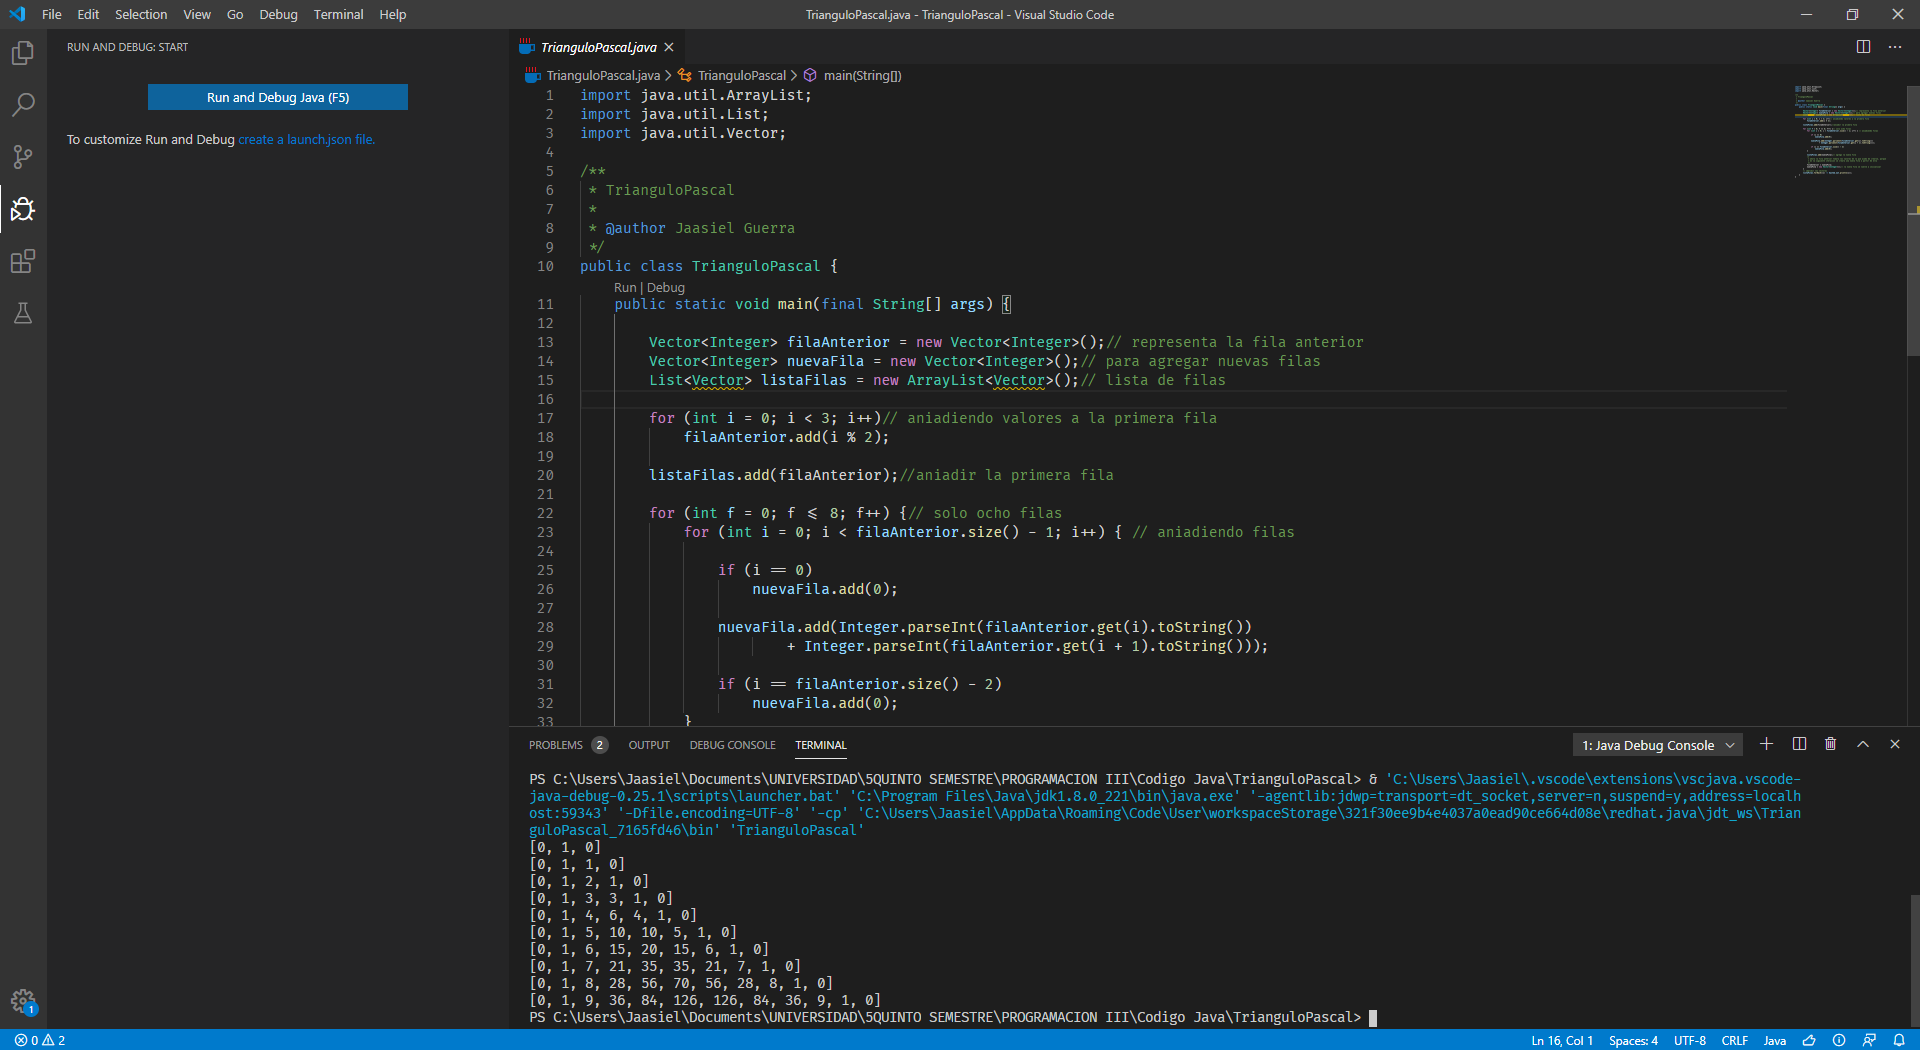 File Edit Selection View Go Debug Terminal Help
TrianguloPascal.java - TrianguloPascal - Visual Studio Code
RUN AND DEBUG: START
Run and Debug Java (F5)
To customize Run and Debug create a launch.json file.
TrianguloPascal.java
TrianguloPascal.java > TrianguloPascal > main(String[])
1 import java.util.ArrayList;
2 import java.util.List;
3 import java.util.Vector;
4
5 /**
6 * TrianguloPascal
7 *
8 * @author Jaasiel Guerra
9 */
10 public class TrianguloPascal {
Run | Debug
11 public static void main(final String[] args) {
12
13 Vector<Integer> filaAnterior = new Vector<Integer>();// representa la fila anterior
14 Vector<Integer> nuevaFila = new Vector<Integer>();// para agregar nuevas filas
15 List<Vector> listaFilas = new ArrayList<Vector>();// lista de filas
16
17 for (int i = 0; i < 3; i++)// aniadiendo valores a la primera fila
18 filaAnterior.add(i % 2);
19
20 listaFilas.add(filaAnterior);//aniadir la primera fila
21
22 for (int f = 0; f <= 8; f++) {// solo ocho filas
23 for (int i = 0; i < filaAnterior.size() - 1; i++) { // aniadiendo filas
24
25 if (i == 0)
26 nuevaFila.add(0);
27
28 nuevaFila.add(Integer.parseInt(filaAnterior.get(i).toString())
29 + Integer.parseInt(filaAnterior.get(i + 1).toString()));
30
31 if (i == filaAnterior.size() - 2)
32 nuevaFila.add(0);
33 }
PROBLEMS 2 OUTPUT DEBUG CONSOLE TERMINAL
1: Java Debug Console
PS C:\Users\Jaasiel\Documents\UNIVERSIDAD\5QUINTO SEMESTRE\PROGRAMACION III\Codigo Java\TrianguloPascal> & 'C:\Users\Jaasiel\.vscode\extensions\vscjava.vscode-
java-debug-0.25.1\scripts\launcher.bat' 'C:\Program Files\Java\jdk1.8.0_221\bin\java.exe' '-agentlib:jdwp=transport=dt_socket,server=n,suspend=y,address=localh
ost:59343' '-Dfile.encoding=UTF-8' '-cp' 'C:\Users\Jaasiel\AppData\Roaming\Code\User\workspaceStorage\321f30ee9b4e4037a0ead90ce664d08e\redhat.java\jdt_ws\Trian
guloPascal_7165fd46\bin' 'TrianguloPascal'
[0, 1, 0]
[0, 1, 1, 0]
[0, 1, 2, 1, 0]
[0, 1, 3, 3, 1, 0]
[0, 1, 4, 6, 4, 1, 0]
[0, 1, 5, 10, 10, 5, 1, 0]
[0, 1, 6, 15, 20, 15, 6, 1, 0]
[0, 1, 7, 21, 35, 35, 21, 7, 1, 0]
[0, 1, 8, 28, 56, 70, 56, 28, 8, 1, 0]
[0, 1, 9, 36, 84, 126, 126, 84, 36, 9, 1, 0]
PS C:\Users\Jaasiel\Documents\UNIVERSIDAD\5QUINTO SEMESTRE\PROGRAMACION III\Codigo Java\TrianguloPascal>
1
0 2
Ln 16, Col 1 Spaces: 4 UTF-8 CRLF Java